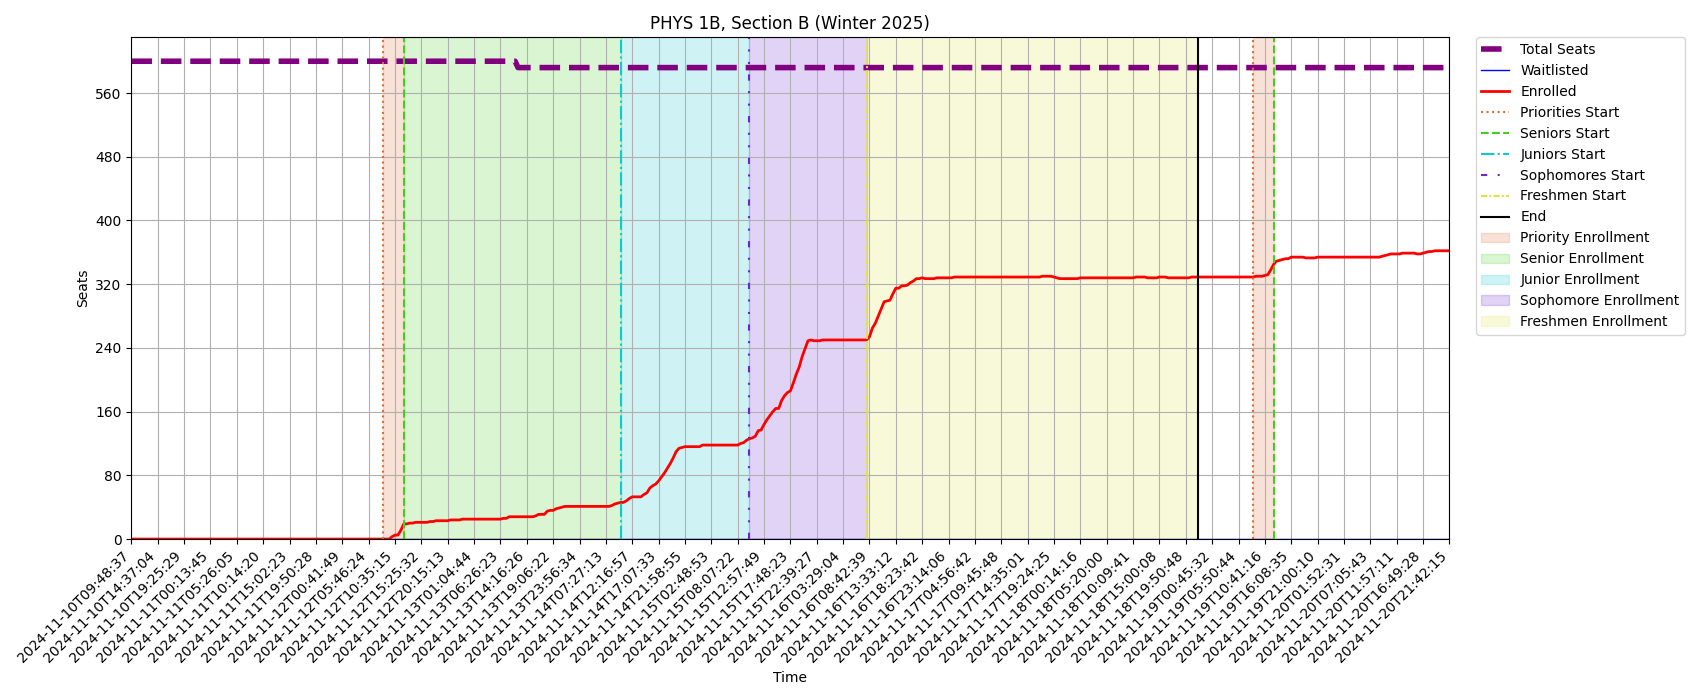 PHYS 1B, Section B (Winter 2025)
Seats
560
480
400
320
240
160
80
0
2024-11-10T09:48:37
2024-11-10T14:37:04
2024-11-10T19:25:29
2024-11-11T00:13:45
2024-11-11T05:26:05
2024-11-11T10:14:20
2024-11-11T15:02:23
2024-11-11T19:50:28
2024-11-12T00:41:49
2024-11-12T05:46:24
2024-11-12T10:35:15
2024-11-12T15:25:32
2024-11-12T20:15:13
2024-11-13T01:04:44
2024-11-13T06:26:23
2024-11-13T14:16:26
2024-11-13T19:06:22
2024-11-13T23:56:34
2024-11-14T07:27:13
2024-11-14T12:16:57
2024-11-14T17:07:33
2024-11-14T21:58:55
2024-11-15T02:48:53
2024-11-15T08:07:22
2024-11-15T12:57:49
2024-11-15T17:48:23
2024-11-15T22:39:27
2024-11-16T03:29:04
2024-11-16T08:42:39
2024-11-16T13:33:12
2024-11-16T18:23:42
2024-11-16T23:14:06
2024-11-17T04:56:42
2024-11-17T09:45:48
2024-11-17T14:35:01
2024-11-17T19:24:25
2024-11-18T00:14:16
2024-11-18T05:20:00
2024-11-18T10:09:41
2024-11-18T15:00:08
2024-11-18T19:50:48
2024-11-19T00:45:32
2024-11-19T05:50:44
2024-11-19T10:41:16
2024-11-19T16:08:35
2024-11-19T21:00:10
2024-11-20T01:52:31
2024-11-20T07:05:43
2024-11-20T11:57:11
2024-11-20T16:49:28
2024-11-20T21:42:15
Time
Total Seats
Waitlisted
Enrolled
Priorities Start
Seniors Start
Juniors Start
Sophomores Start
Freshmen Start
End
Priority Enrollment
Senior Enrollment
Junior Enrollment
Sophomore Enrollment
Freshmen Enrollment